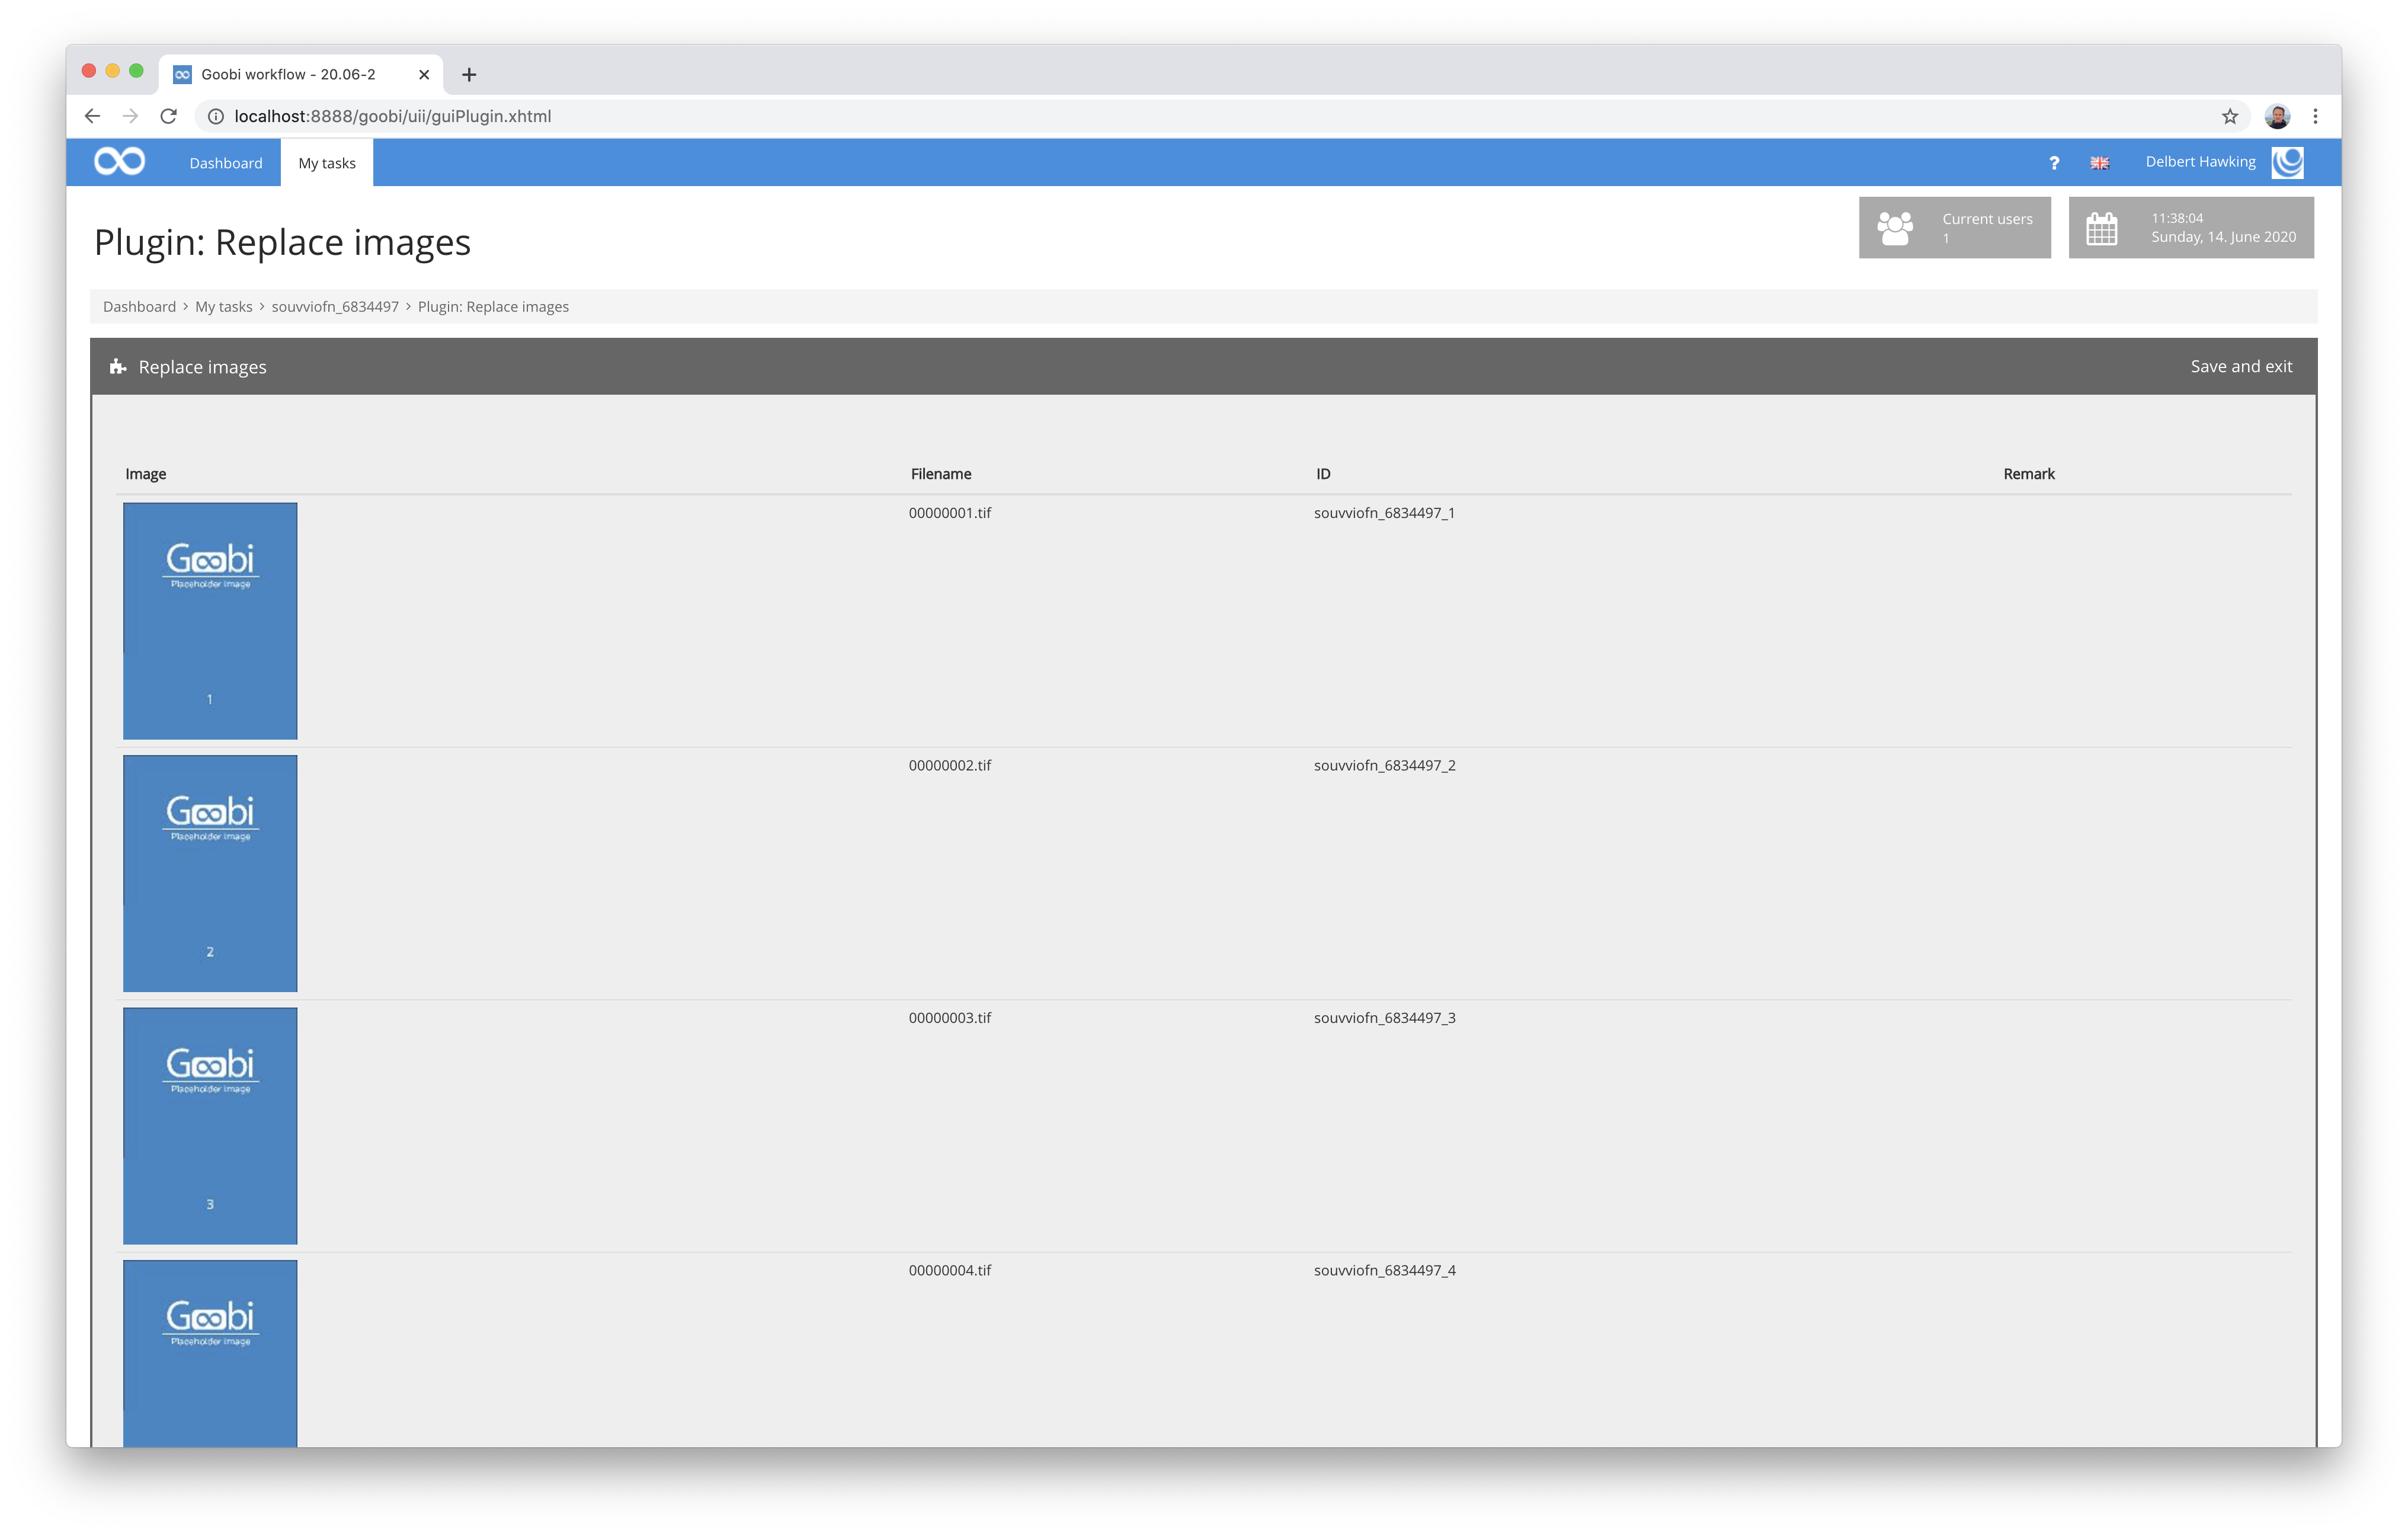 Goobi workflow - 20.06-2
localhost:8888/goobi/uii/guiPlugin.xhtml
Dashboard My tasks ? Delbert Hawking
Plugin: Replace images
Current users
1
11:38:04
Sunday, 14. June 2020
Dashboard > My tasks > souvviofn_6834497 > Plugin: Replace images
Replace images Save and exit
Image Filename ID Remark
00000001.tif souvviofn_6834497_1
Goobi
Placeholder image
1
00000002.tif souvviofn_6834497_2
Goobi
Placeholder image
2
00000003.tif souvviofn_6834497_3
Goobi
Placeholder image
3
00000004.tif souvviofn_6834497_4
Goobi
Placeholder image